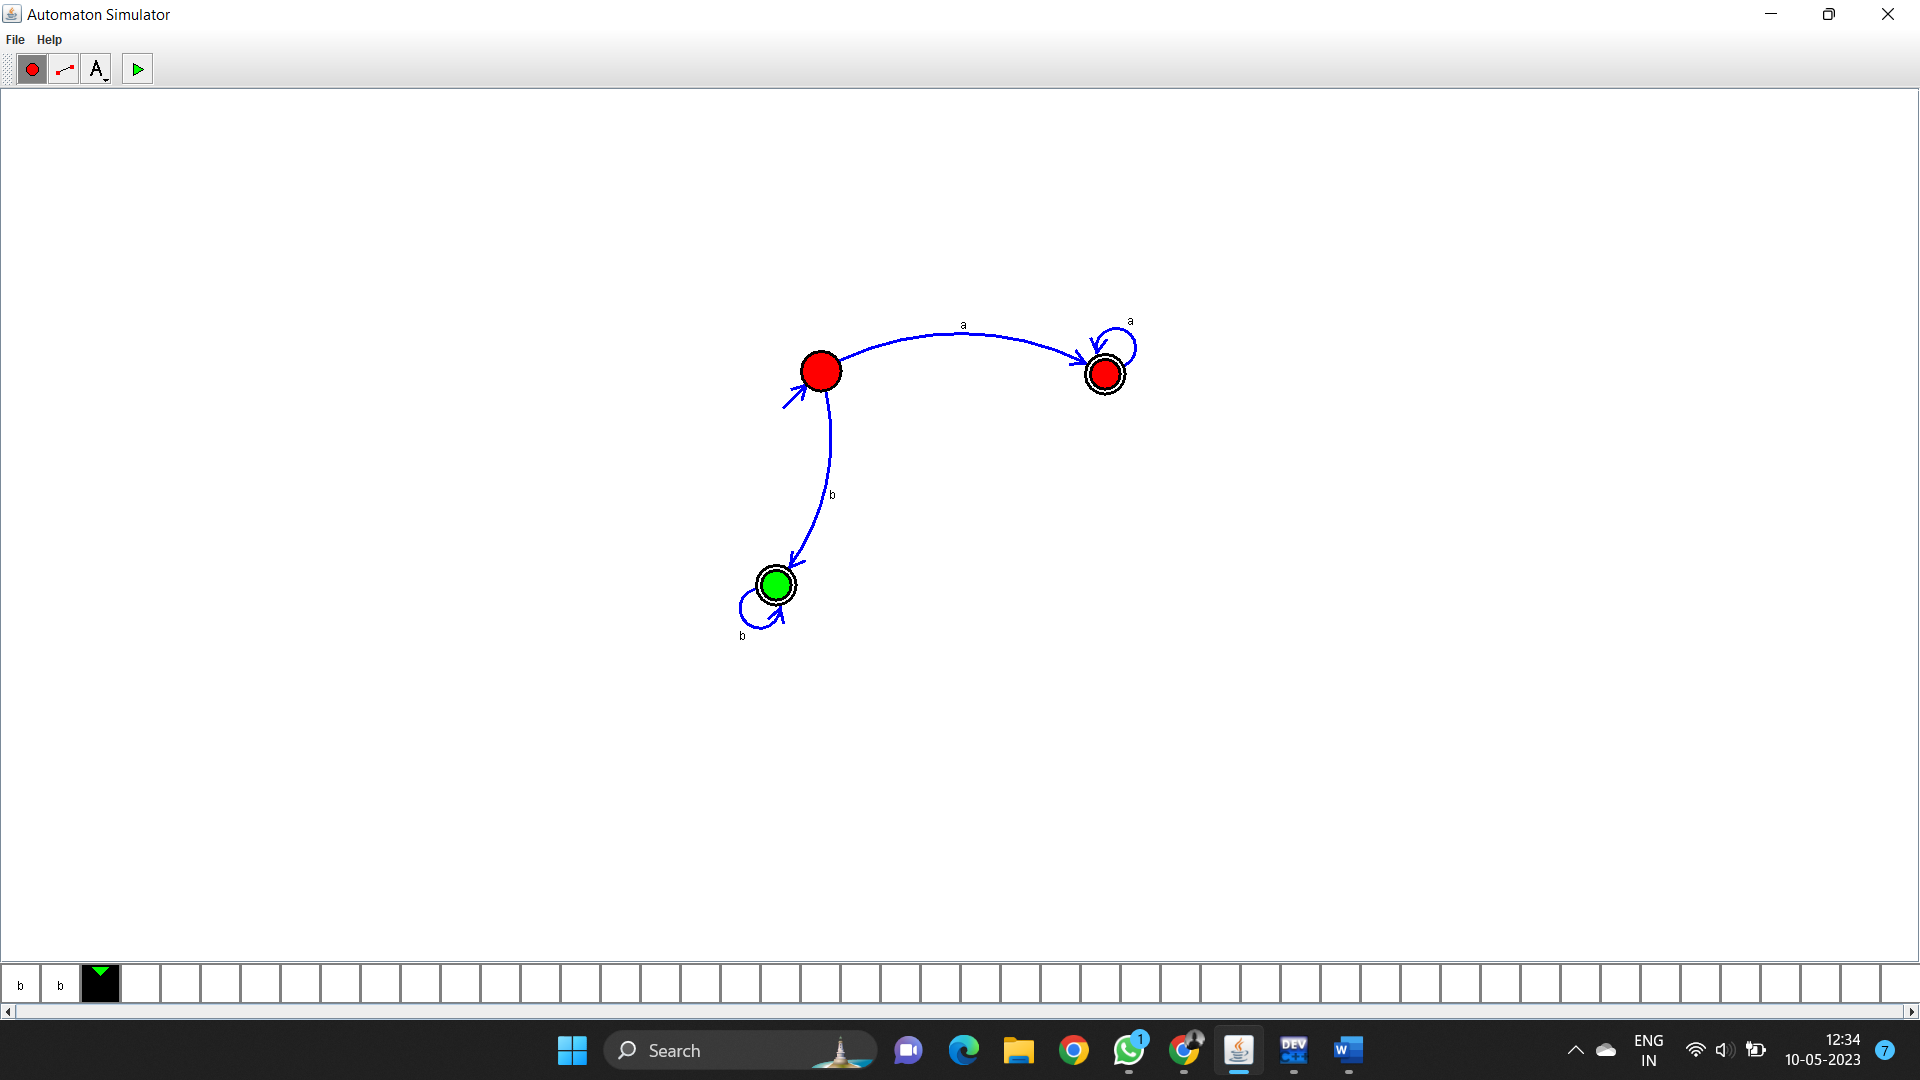 Automaton Simulator
File Help
A
a
a
b
b
b b
Search
1
DEV
C++
W
ENG
IN
12:34
10-05-2023
7